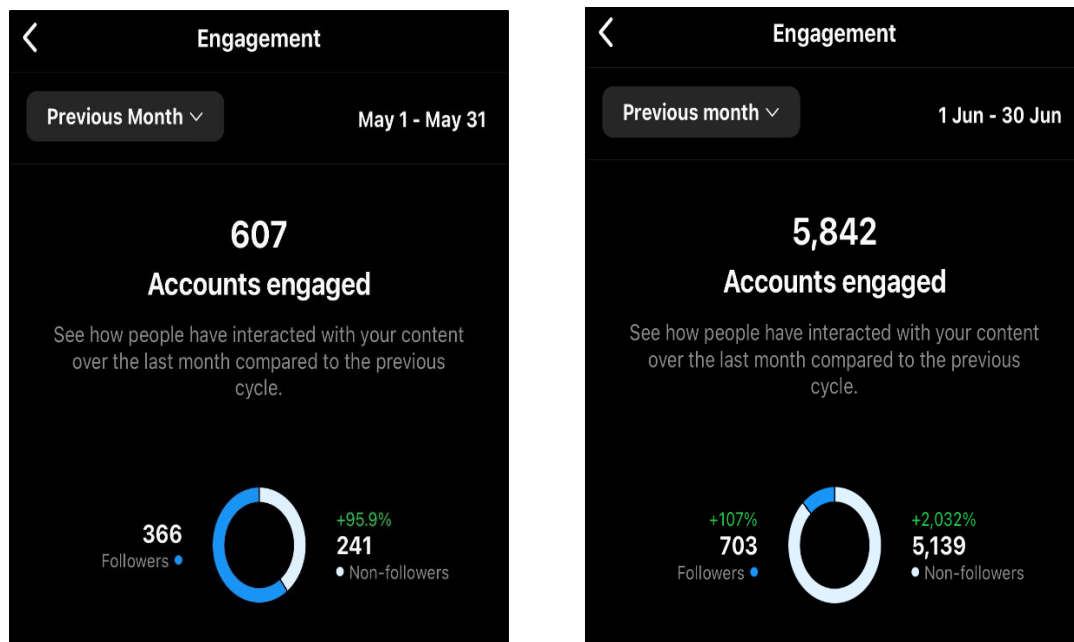 Engagement
Previous Month
May 1 - May 31
607
Accounts engaged
See how people have interacted with your content
over the last month compared to the previous
cycle.
366
Followers
+95.9%
241
Non-followers
Engagement
Previous month
1 Jun - 30 Jun
5,842
Accounts engaged
See how people have interacted with your content
over the last month compared to the previous
cycle.
+107%
703
Followers
+2,032%
5,139
Non-followers